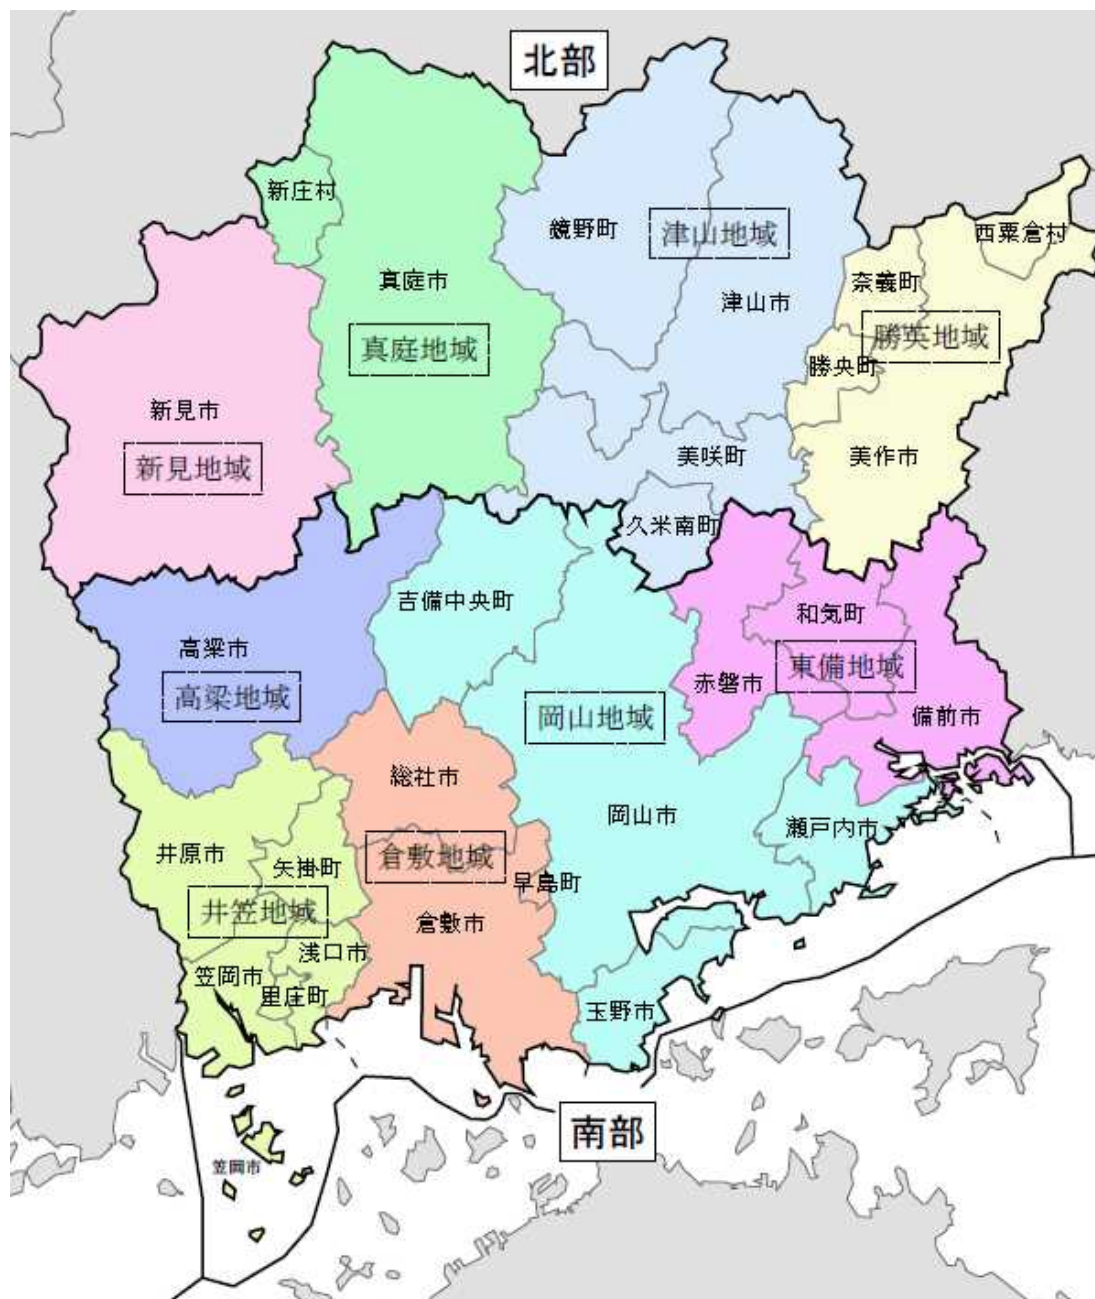 北部
新庄村
鏡野町
津山地域
西粟倉村
真庭市
奈義町
津山市
真庭地域
勝英地域
勝央町
新見市
美咲町
美作市
新見地域
久米南町
吉備中央町
和気町
高梁市
東備地域
赤磐市
高梁地域
岡山地域
備前市
総社市
岡山市
瀬戸内市
井原市
矢掛町
倉敷地域
早島町
井笠地域
倉敷市
浅口市
笠岡市
里庄町
玉野市
南部
笠岡市